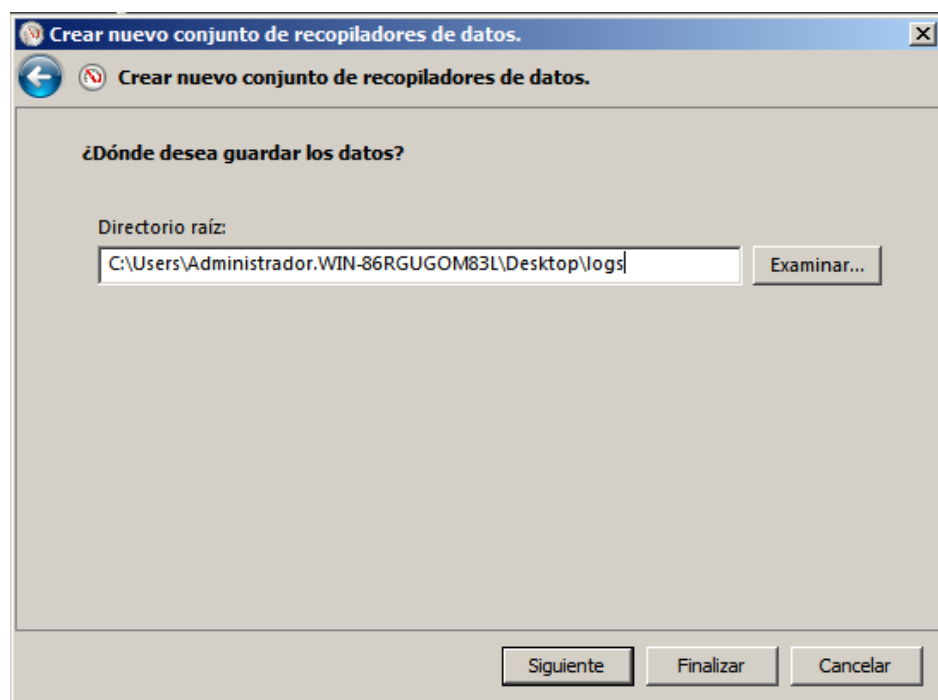 Crear nuevo conjunto de recopiladores de datos.
Crear nuevo conjunto de recopiladores de datos.
¿Dónde desea guardar los datos?
Directorio raíz:
C:\Users\Administrador.WIN-86RGUGOM83L\Desktop\logs
Examinar...
Siguiente Finalizar Cancelar